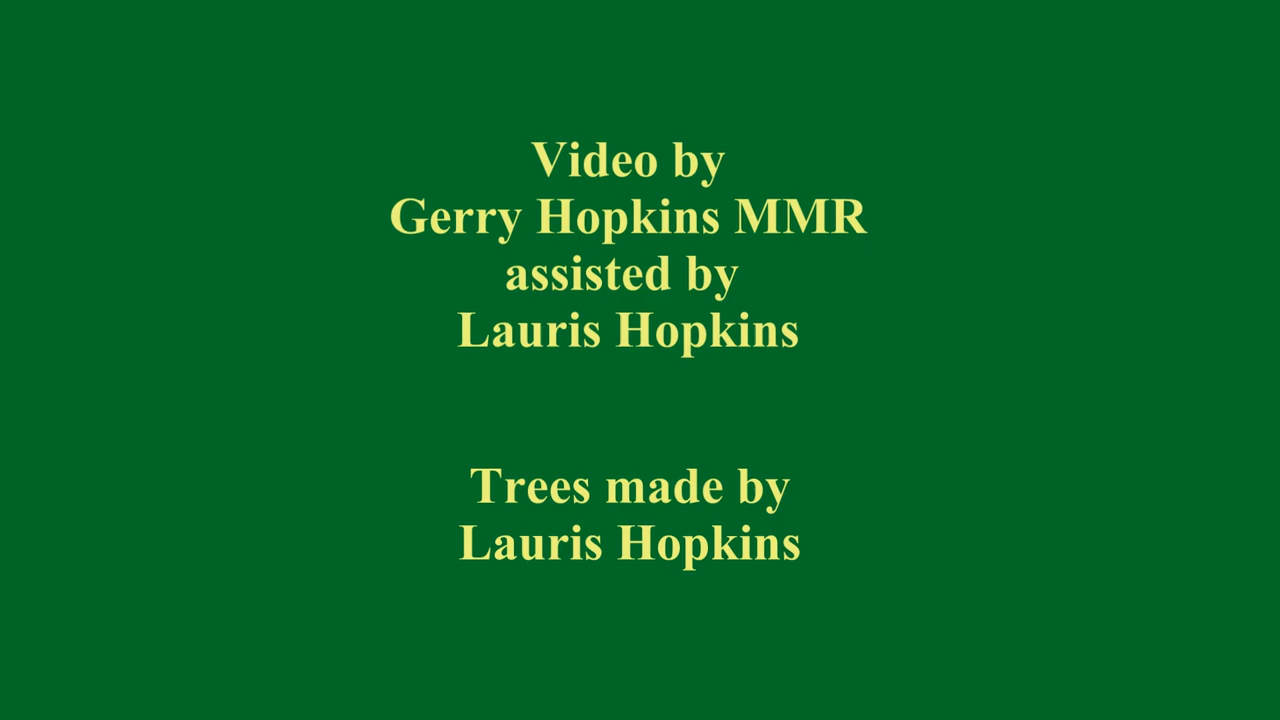 Video by
Gerry Hopkins MMR
assisted by
Lauris Hopkins
Trees made by
Lauris Hopkins